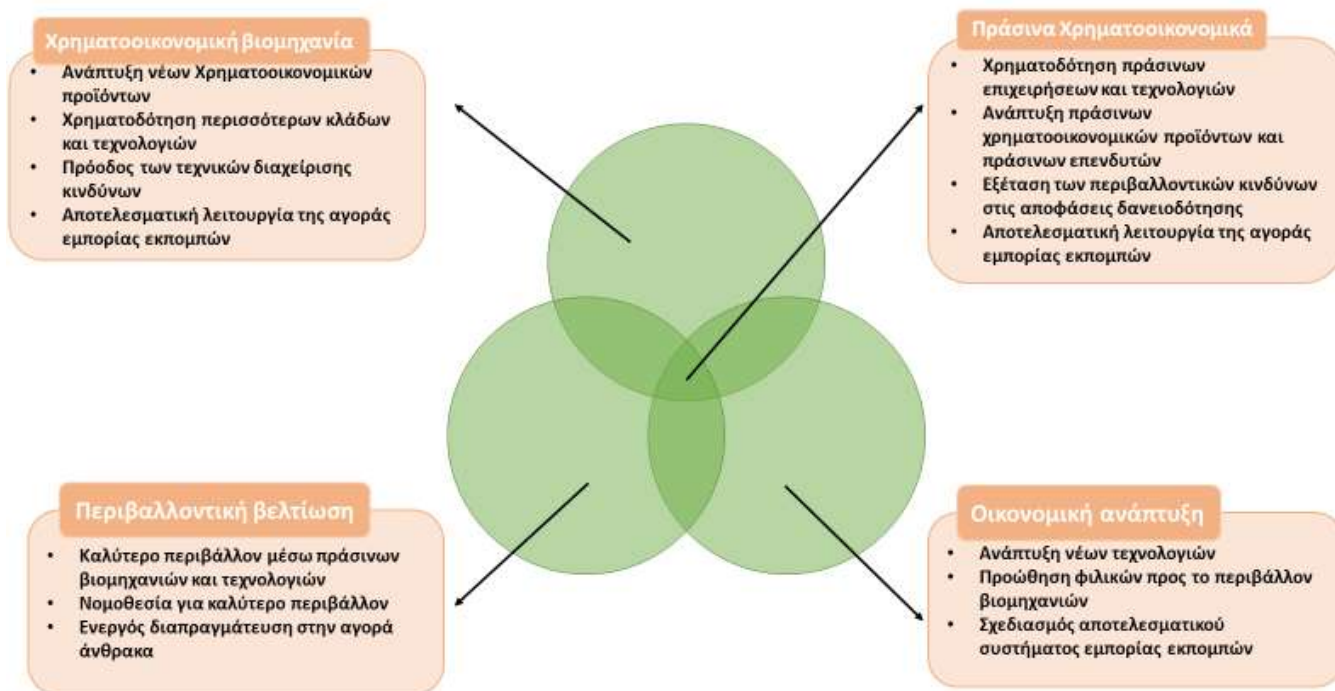 Χρηματοοικονομική βιομηχανία
• Ανάπτυξη νέων Χρηματοοικονομικών
προϊόντων
• Χρηματοδότηση περισσότερων κλάδων
και τεχνολογιών
• Πρόοδος των τεχνικών διαχείρισης
κινδύνων
• Αποτελεσματική λειτουργία της αγοράς
εμπορίας εκπομπών
Πράσινα Χρηματοοικονομικά
• Χρηματοδότηση πράσινων
επιχειρήσεων και τεχνολογιών
• Ανάπτυξη πράσινων
χρηματοοικονομικών προϊόντων και
πράσινων επενδυτών
• Εξέταση των περιβαλλοντικών κινδύνων
στις αποφάσεις δανειοδότησης
• Αποτελεσματική λειτουργία της αγοράς
εμπορίας εκπομπών
Περιβαλλοντική βελτίωση
• Καλύτερο περιβάλλον μέσω πράσινων
βιομηχανιών και τεχνολογιών
• Νομοθεσία για καλύτερο περιβάλλον
• Ενεργός διαπραγμάτευση στην αγορά
άνθρακα
Οικονομική ανάπτυξη
• Ανάπτυξη νέων τεχνολογιών
• Προώθηση φιλικών προς το περιβάλλον
βιομηχανιών
• Σχεδιασμός αποτελεσματικού
συστήματος εμπορίας εκπομπών